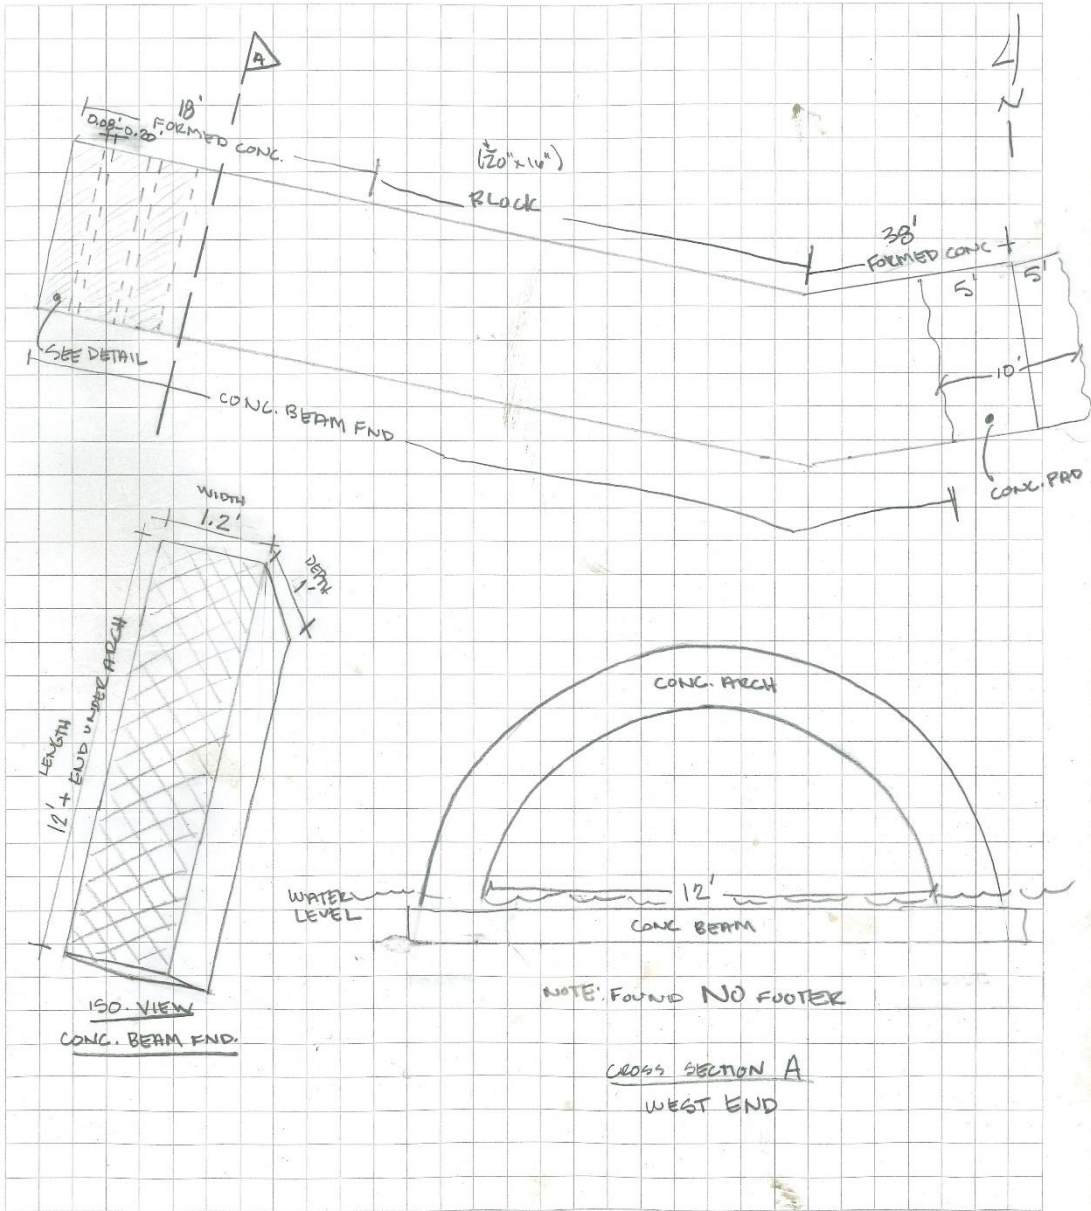 A
N
18'
0.08'-0.20'
FORMED CONC.
(±20"x16")
BLOCK
38'
FORMED CONC
5'
5'
10'
SEE DETAIL
CONC. BEAM FND
CONC. PAD
WIDTH
1.2'
DEPTH
1'
LENGTH
12' + END UNDER ARCH
CONC. ARCH
WATER
LEVEL
12'
CONC BEAM
ISO. VIEW
CONC. BEAM FND.
NOTE: FOUND NO FOOTER
CROSS SECTION A
WEST END